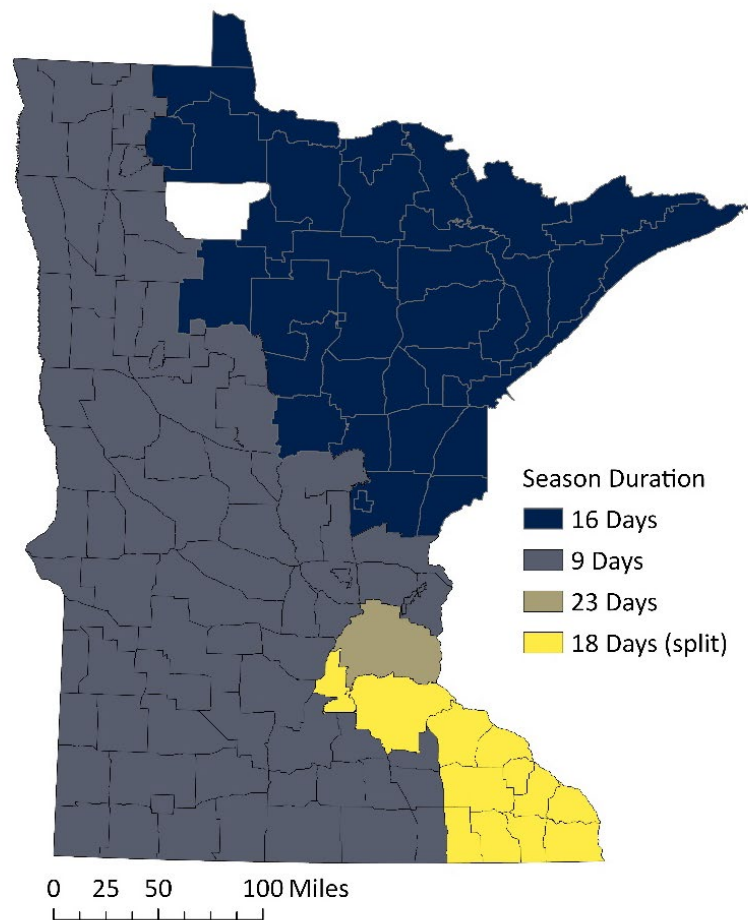 Season Duration
16 Days
9 Days
23 Days
18 Days (split)
0 25 50 100 Miles